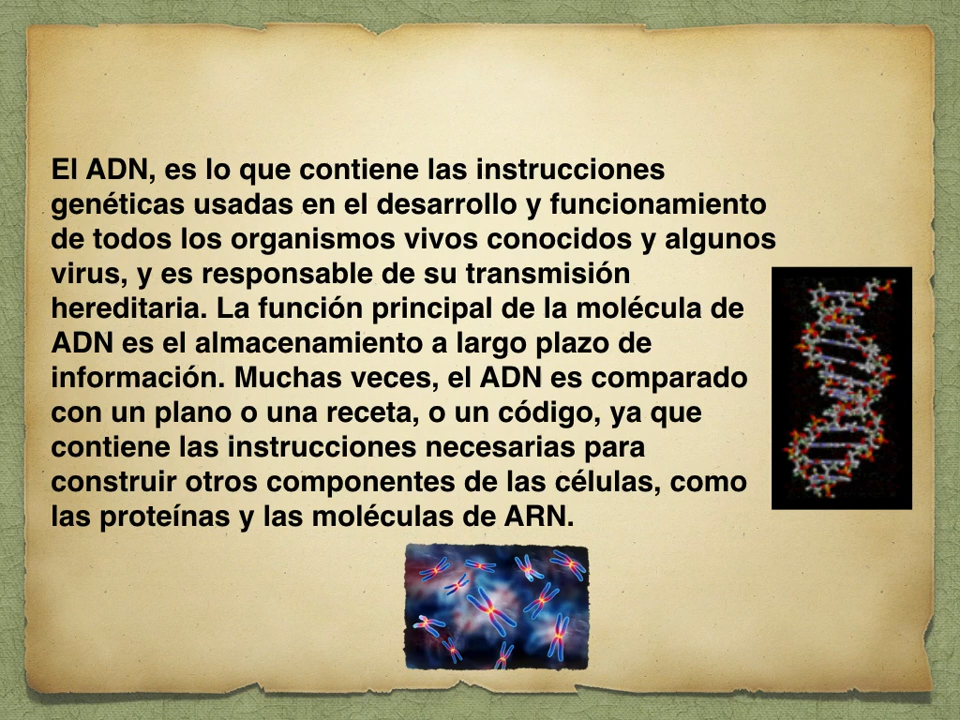 El ADN, es lo que contiene las instrucciones
genéticas usadas en el desarrollo y funcionamiento
de todos los organismos vivos conocidos y algunos
virus, y es responsable de su transmisión
hereditaria. La función principal de la molécula de
ADN es el almacenamiento a largo plazo de
información. Muchas veces, el ADN es comparado
con un plano o una receta, o un código, ya que
contiene las instrucciones necesarias para
construir otros componentes de las células, como
las proteínas y las moléculas de ARN.